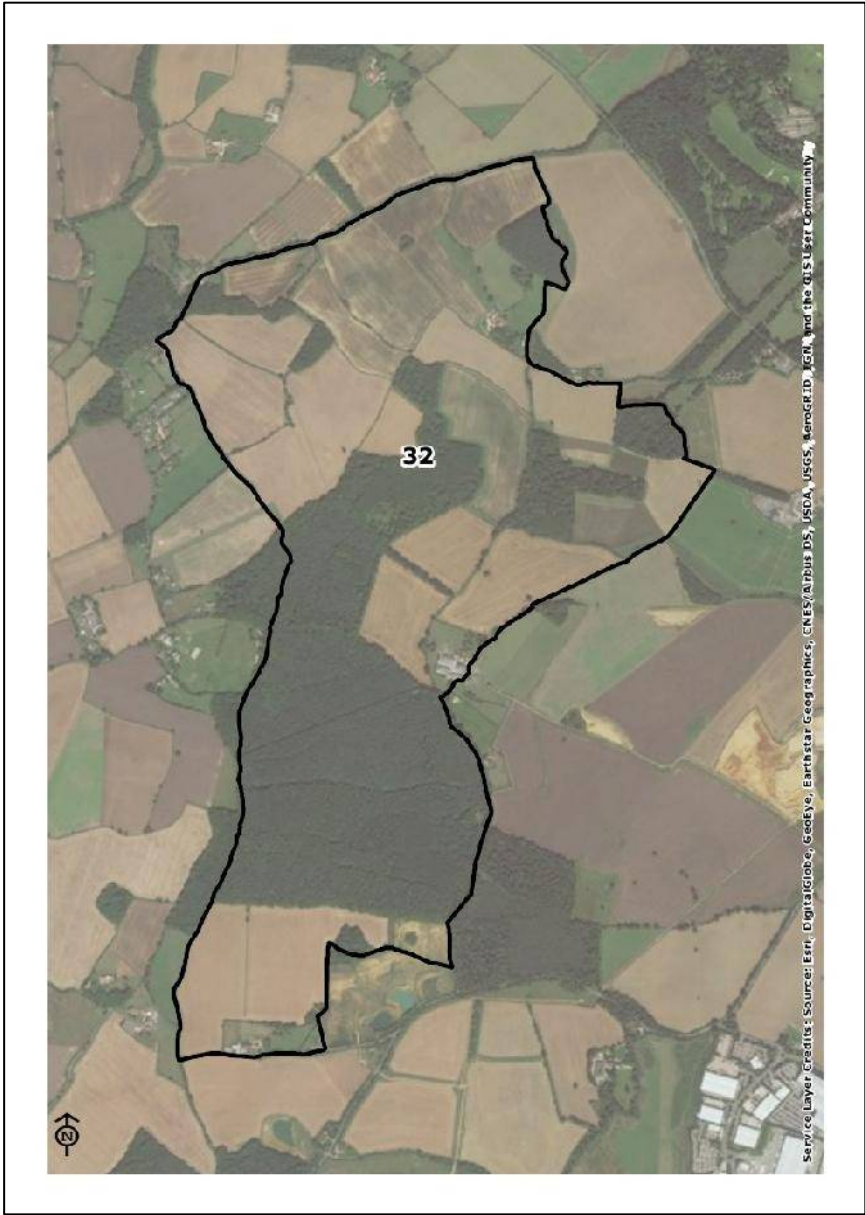 32
N
Service Layer Credits: Source: Esri, DigitalGlobe, GeoEye, Earthstar Geographics, CNES/Airbus DS, USDA, USGS, AeroGRID, IGN, and the GIS User Community